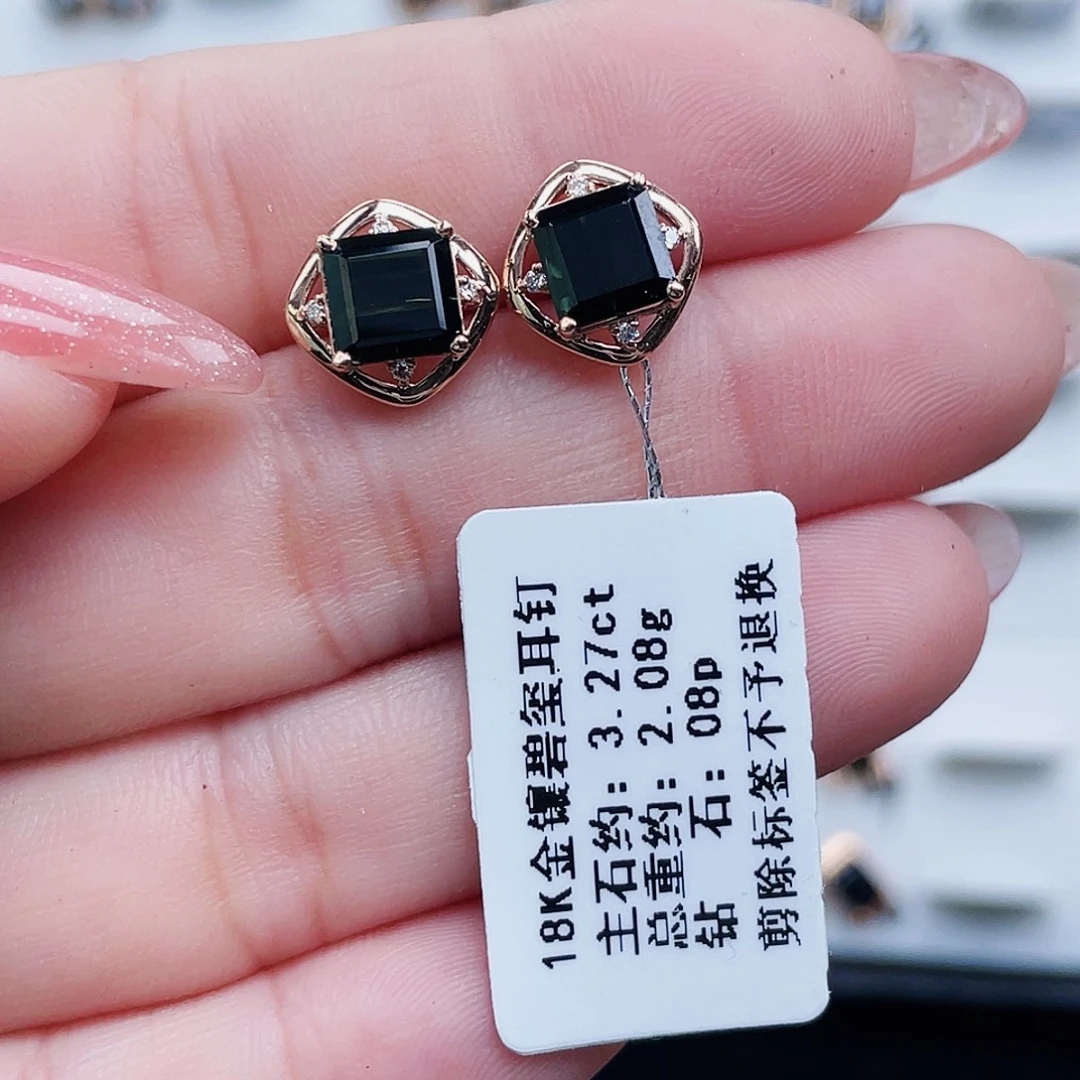 18K金镶碧玺耳钉
主石约: 3.27ct
总重约: 2.08g
钻 石: 08p
剪除标签不予退换